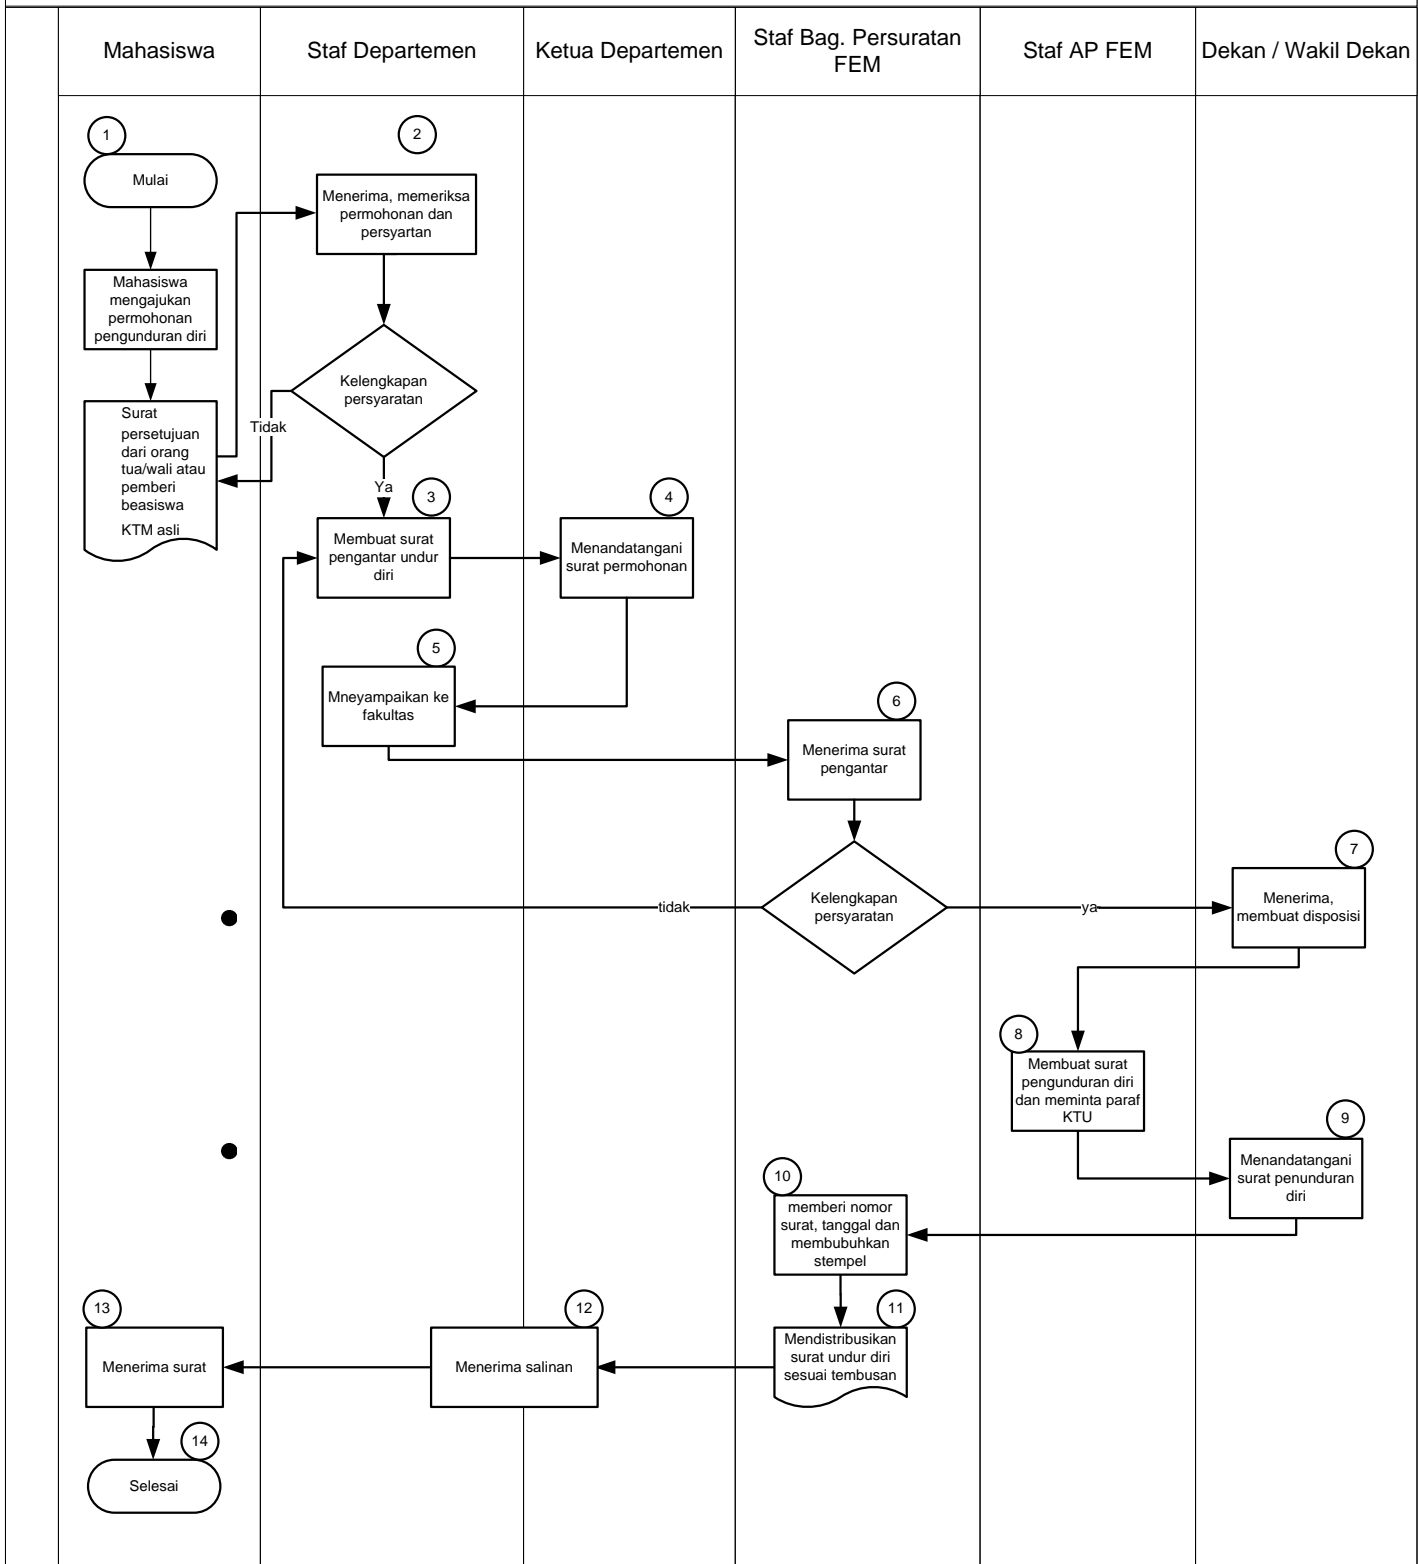 Mahasiswa
Staf Departemen
Ketua Departemen
Staf Bag. Persuratan
FEM
Staf AP FEM
Dekan / Wakil Dekan
1
Mulai
Mahasiswa
mengajukan
permohonan
pengunduran diri
Surat
persetujuan
dari orang
tua/wali atau
pemberi
beasiswa
KTM asli
2
Menerima, memeriksa
permohonan dan
persyartan
Kelengkapan
persyaratan
Tidak
Ya
3
Membuat surat
pengantar undur
diri
4
Menandatangani
surat permohonan
5
Mneyampaikan ke
fakultas
6
Menerima surat
pengantar
Kelengkapan
persyaratan
tidak
ya
7
Menerima,
membuat disposisi
8
Membuat surat
pengunduran diri
dan meminta paraf
KTU
9
Menandatangani
surat penunduran
diri
10
memberi nomor
surat, tanggal dan
membubuhkan
stempel
11
Mendistribusikan
surat undur diri
sesuai tembusan
12
Menerima salinan
13
Menerima surat
14
Selesai